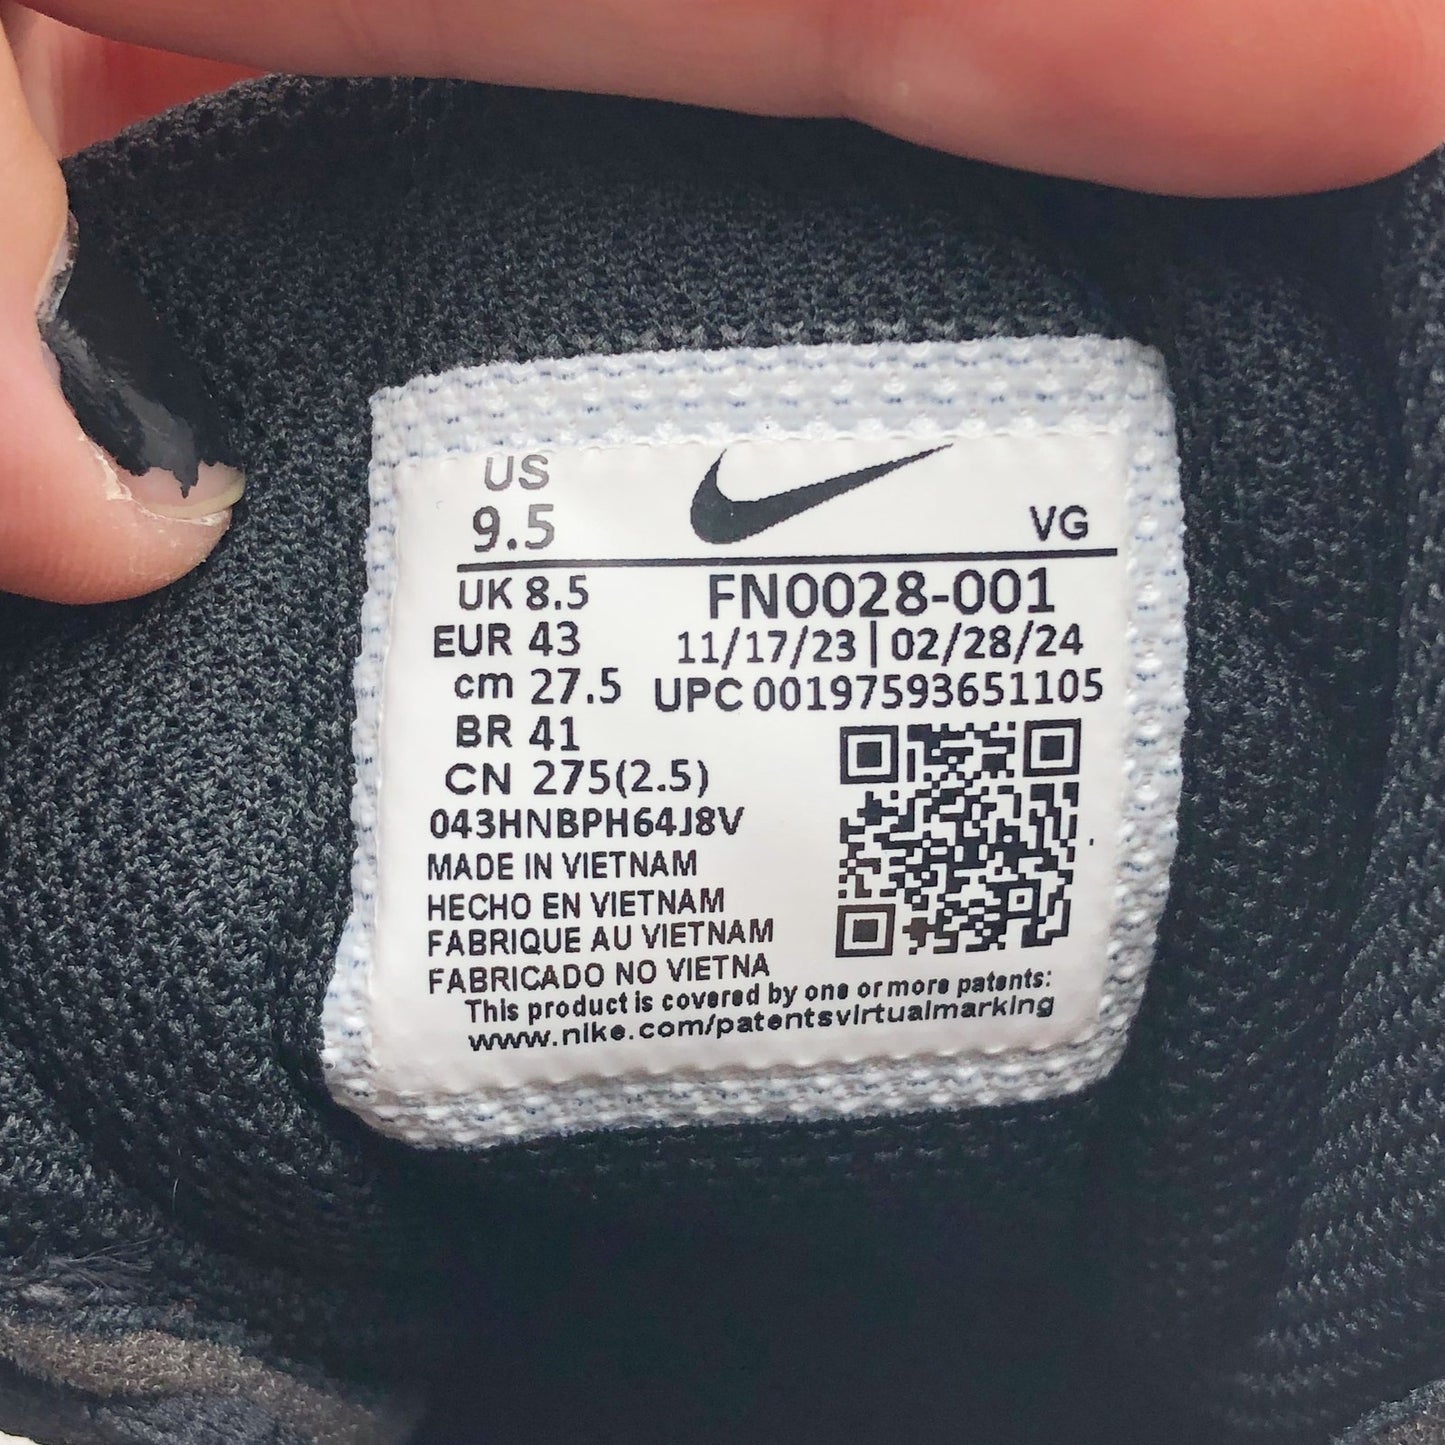 US
9.5
VG
UK 8.5
FN0028-001
EUR 43
11/17/23 | 02/28/24
cm 27.5
UPC 00197593651105
BR 41
CN 275(2.5)
043HNBPH64J8V
MADE IN VIETNAM
HECHO EN VIETNAM
FABRIQUE AU VIETNAM
FABRICADO NO VIETNA
This product is covered by one or more patents:
www.nike.com/patentsvirtualmarking